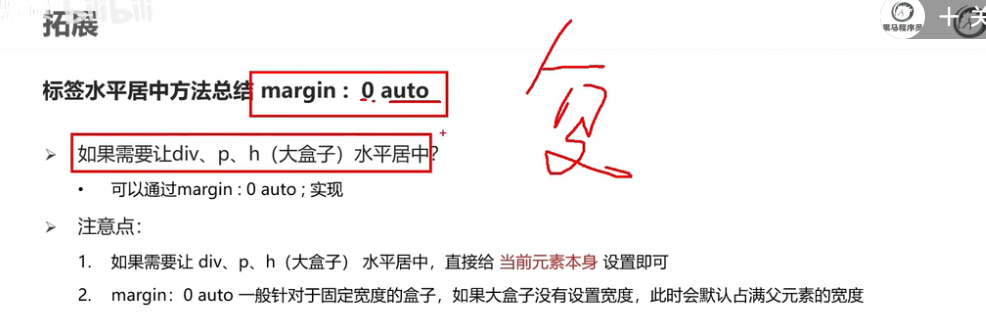 bilibili
拓展
黑马程序员
十 关
标签水平居中方法总结 margin : 0 auto
➢ 如果需要让div、p、h（大盒子）水平居中？
• 可以通过margin : 0 auto ; 实现
➢ 注意点：
1. 如果需要让 div、p、h（大盒子） 水平居中，直接给 当前元素本身 设置即可
2. margin：0 auto 一般针对于固定宽度的盒子，如果大盒子没有设置宽度，此时会默认占满父元素的宽度